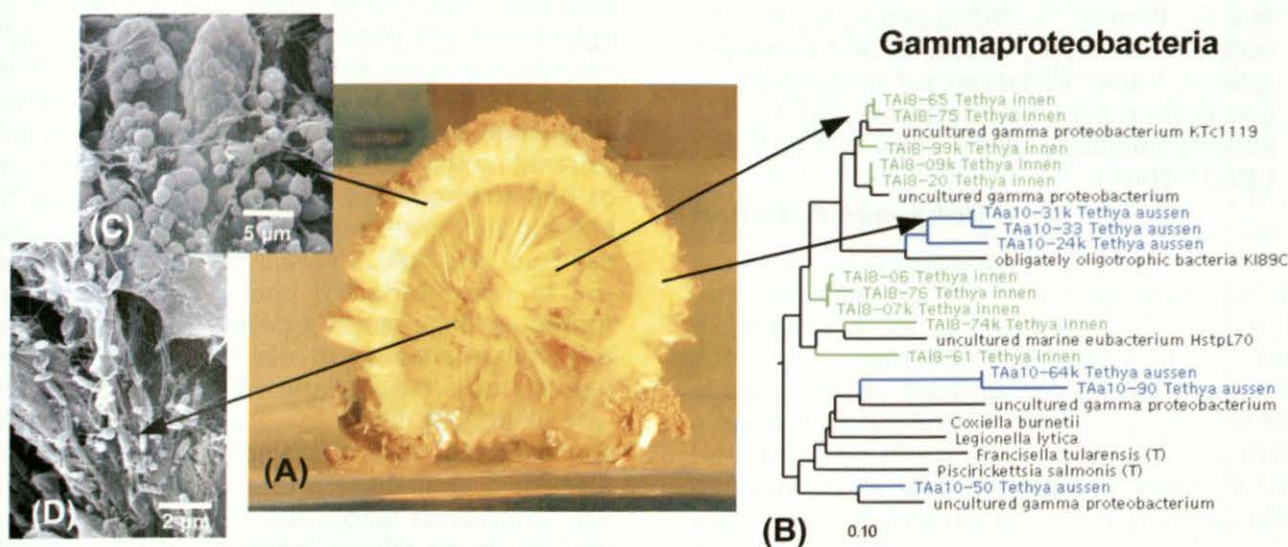 (C)
5 µm
(D)
2 µm
(A)
Gammaproteobacteria
TAi8-65 Tethya innen
TAi8-75 Tethya innen
uncultured gamma proteobacterium KTc1119
TAi8-99k Tethya innen
TAi8-09k Tethya innen
TAi8-20 Tethya innen
uncultured gamma proteobacterium
TAa10-31k Tethya aussen
TAa10-33 Tethya aussen
TAa10-24k Tethya aussen
obligately oligotrophic bacteria KI89C
TAi8-06 Tethya innen
TAi8-76 Tethya innen
TAi8-07k Tethya innen
TAi8-74k Tethya innen
uncultured marine eubacterium HstpL70
TAi8-61 Tethya innen
TAa10-64k Tethya aussen
TAa10-90 Tethya aussen
uncultured gamma proteobacterium
Coxiella burnetii
Legionella lytica
Francisella tularensis (T)
Piscirickettsia salmonis (T)
TAa10-50 Tethya aussen
uncultured gamma proteobacterium
(B)
0.10